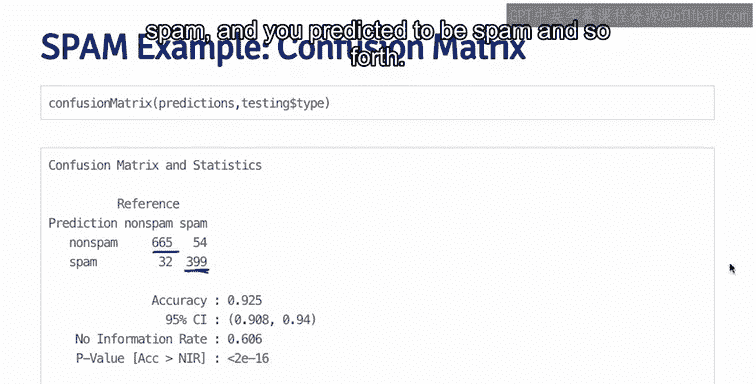 spam, and you predicted to be spam and so
forth.
SPAM Example: Confusion Matrix
confusionMatrix(predictions,testing$type)
Confusion Matrix and Statistics
Reference
Prediction nonspam spam
nonspam 665 54
spam 32 399
Accuracy : 0.925
95% CI : (0.908, 0.94)
No Information Rate : 0.606
P-Value [Acc > NIR] : <2e-16